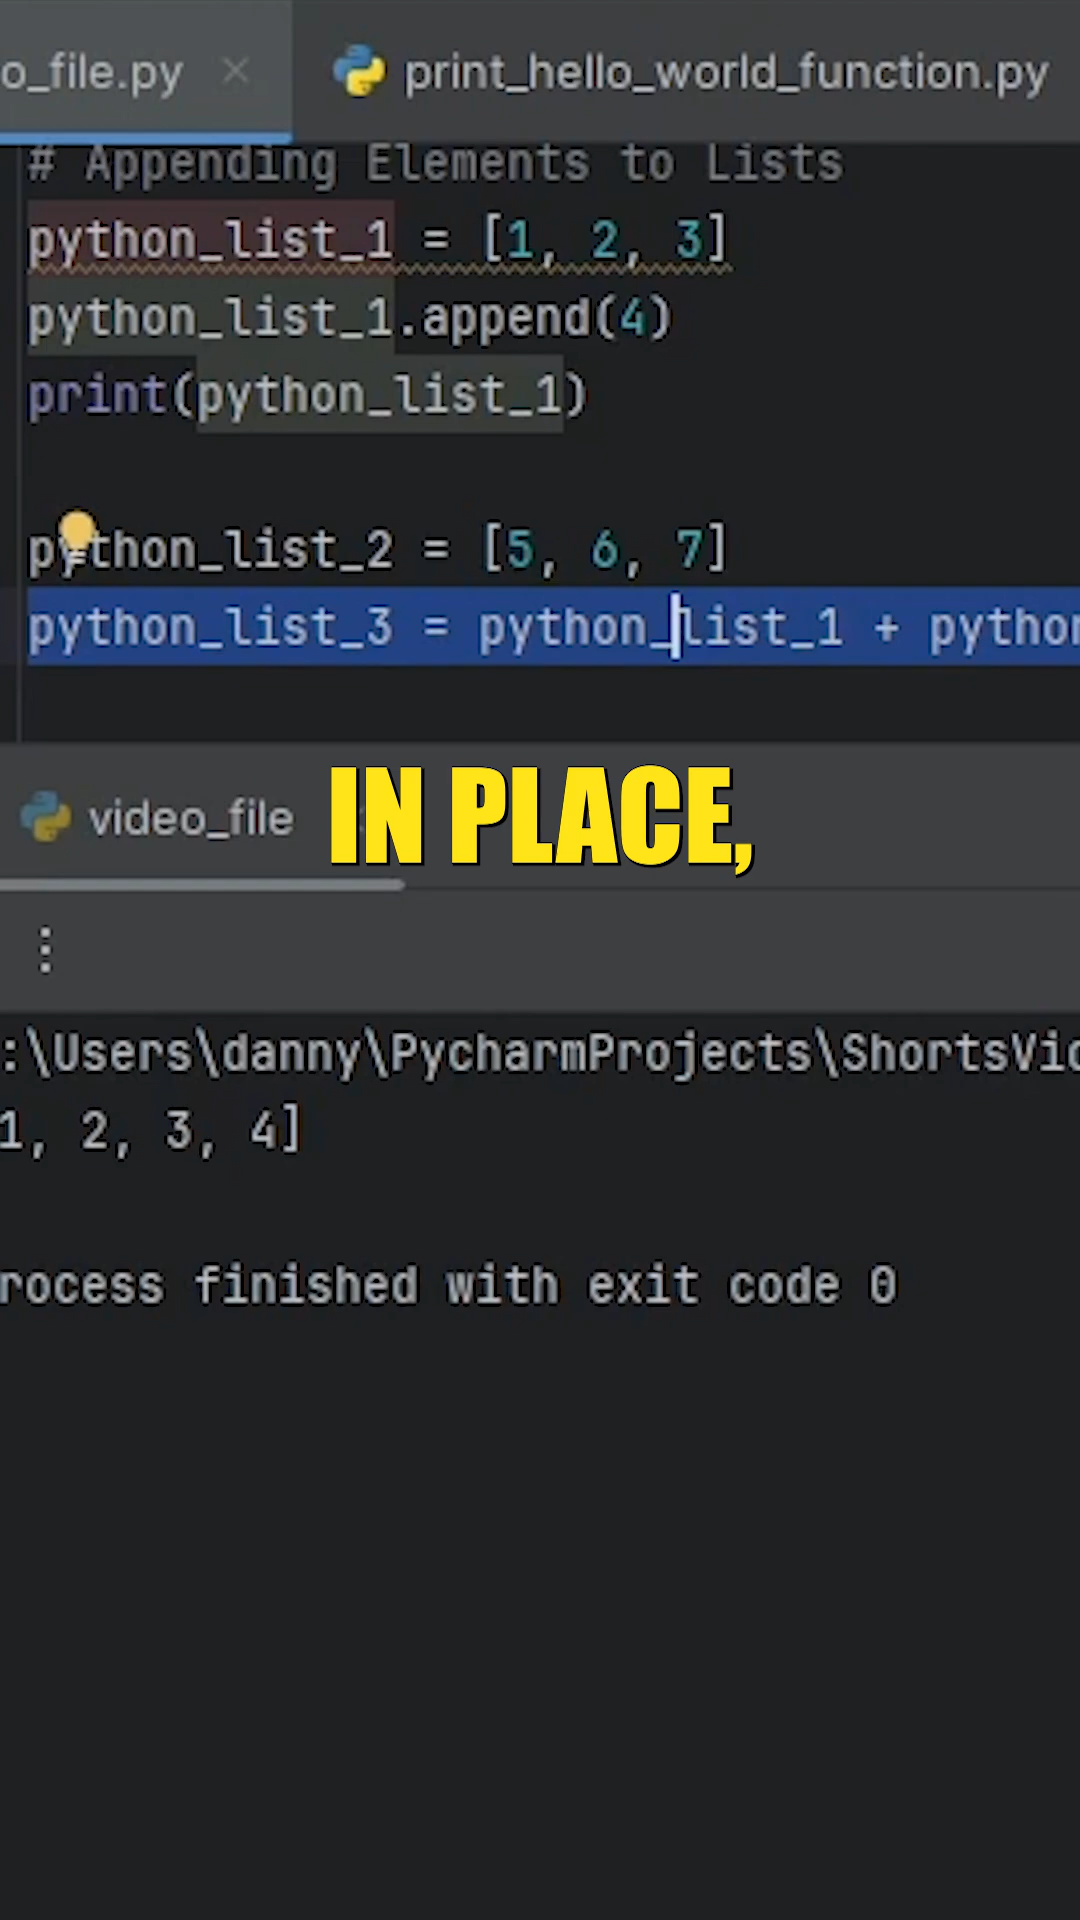 o_file.py
print_hello_world_function.py
# Appending Elements to Lists
python_list_1 = [1, 2, 3]
python_list_1.append(4)
print(python_list_1)
python_list_2 = [5, 6, 7]
python_list_3 = python_list_1 + python
video_file
IN PLACE,
:\Users\danny\PycharmProjects\ShortsVid
1, 2, 3, 4]
rocess finished with exit code 0